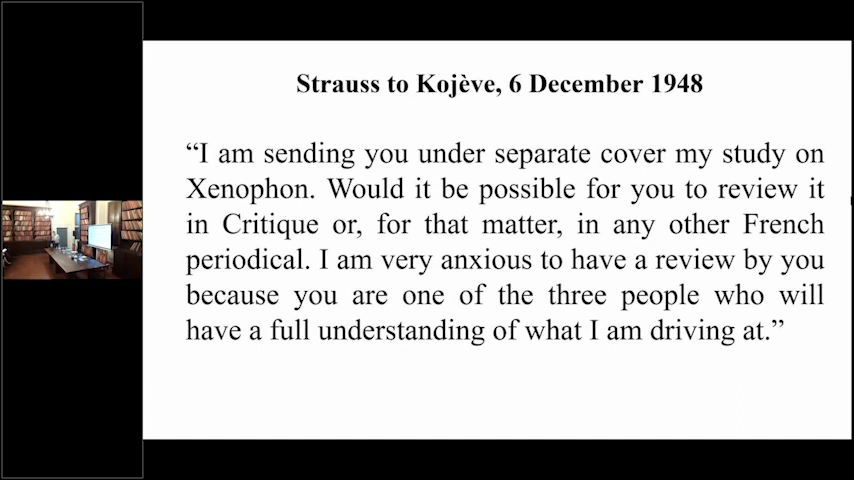 Strauss to Kojève, 6 December 1948
“I am sending you under separate cover my study on
Xenophon. Would it be possible for you to review it
in Critique or, for that matter, in any other French
periodical. I am very anxious to have a review by you
because you are one of the three people who will
have a full understanding of what I am driving at.”